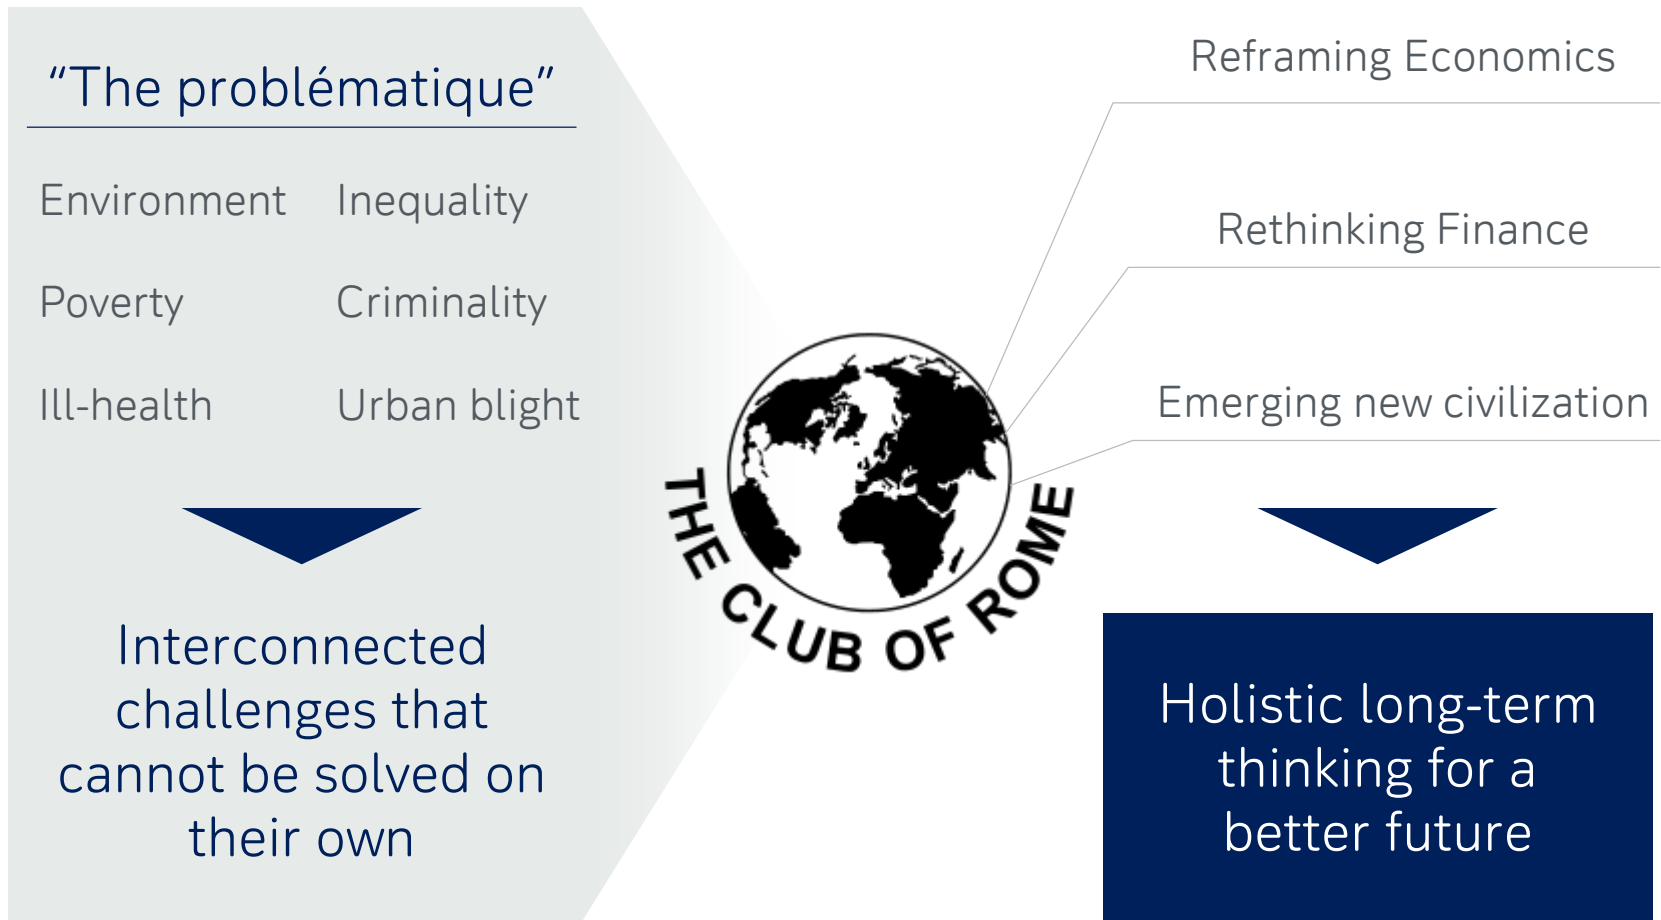 “The problématique”
Environment
Inequality
Poverty
Criminality
Ill-health
Urban blight
Interconnected
challenges that
cannot be solved on
their own
THE CLUB OF ROME
Reframing Economics
Rethinking Finance
Emerging new civilization
Holistic long-term
thinking for a
better future